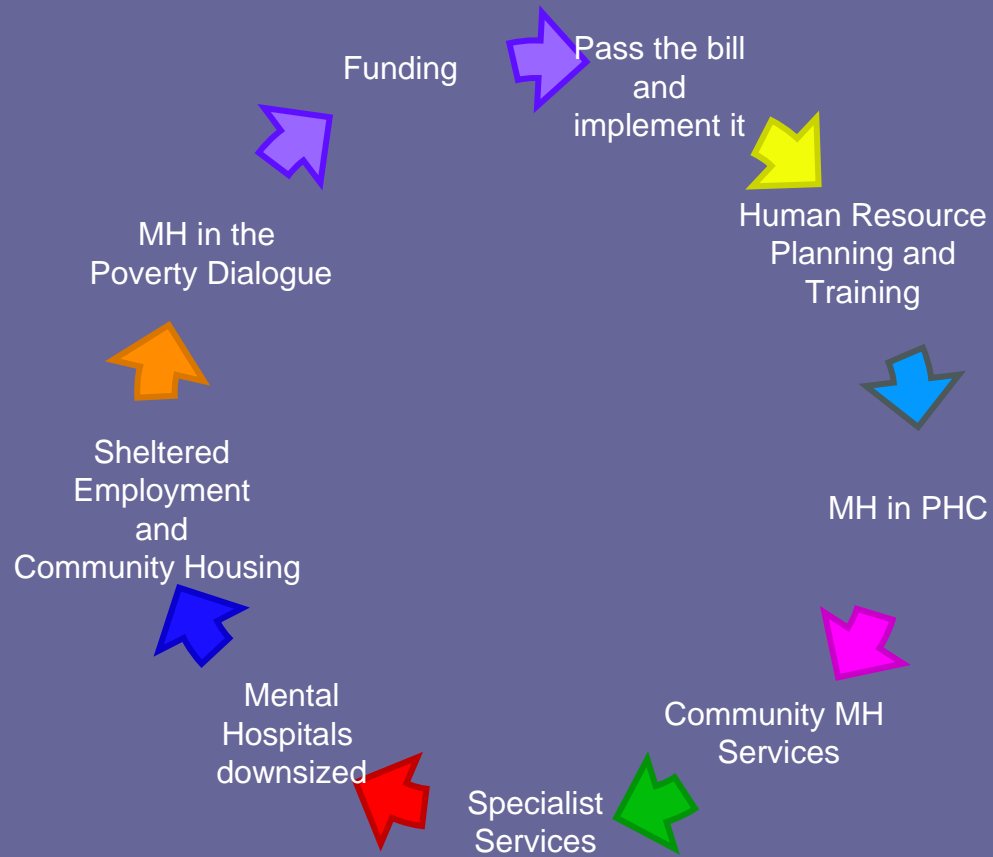 Funding
Pass the bill
and
implement it
Human Resource
Planning and
Training
MH in PHC
Community MH
Services
Specialist
Services
Mental
Hospitals
downsized
Sheltered
Employment
and
Community Housing
MH in the
Poverty Dialogue